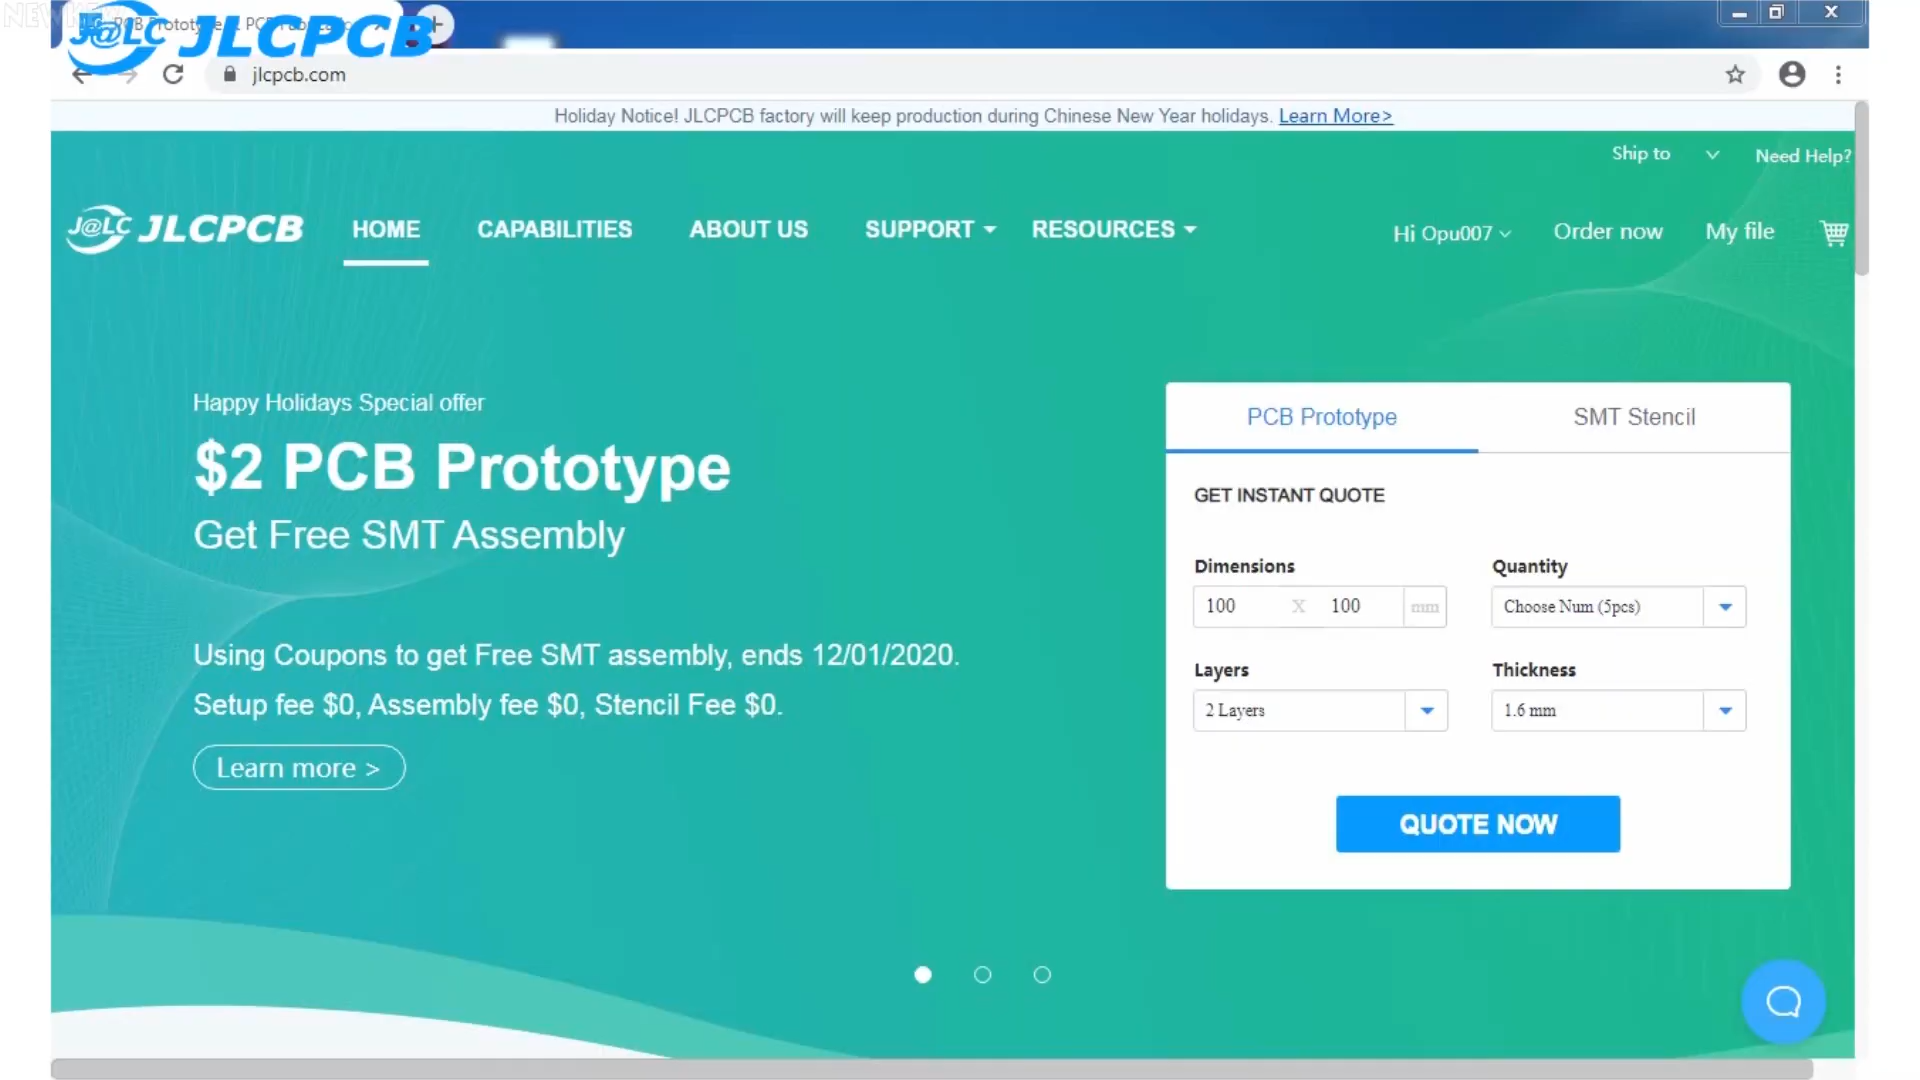 JLCPCB
jlcpcb.com
Holiday Notice! JLCPCB factory will keep production during Chinese New Year holidays. Learn More>
Ship to
Need Help?
J@LC JLCPCB
HOME
CAPABILITIES
ABOUT US
SUPPORT
RESOURCES
Hi Opu007
Order now
My file
Happy Holidays Special offer
$2 PCB Prototype
Get Free SMT Assembly
Using Coupons to get Free SMT assembly, ends 12/01/2020.
Setup fee $0, Assembly fee $0, Stencil Fee $0.
Learn more >
PCB Prototype
SMT Stencil
GET INSTANT QUOTE
Dimensions
Quantity
100 X 100 mm
Choose Num (5pcs)
Layers
Thickness
2 Layers
1.6 mm
QUOTE NOW